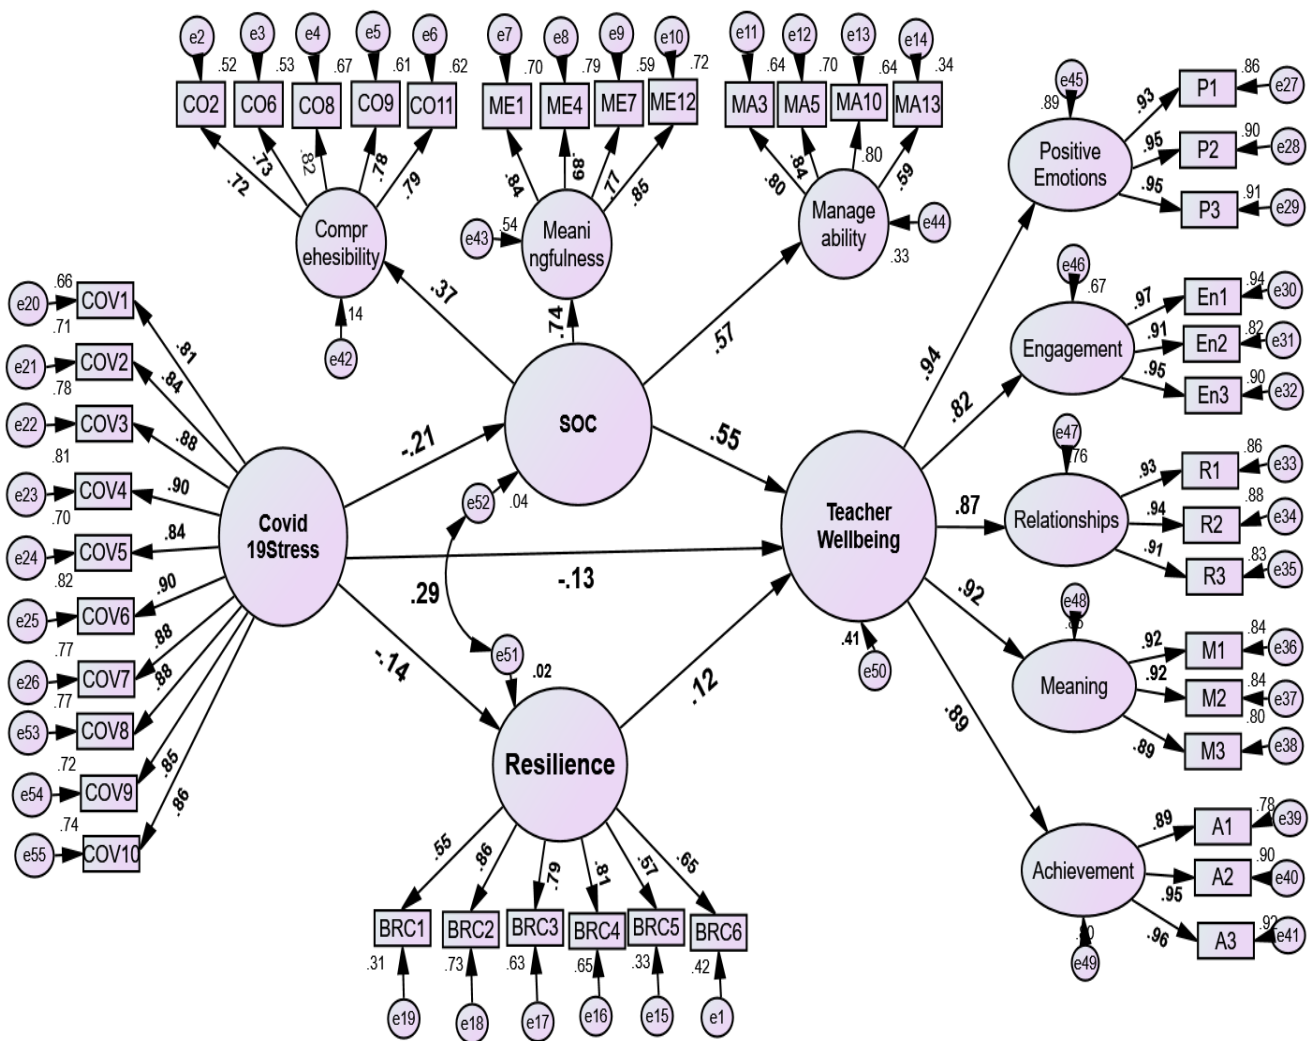 e2 e3 e4 e5 e6 e7 e8 e9 e10 e11 e12 e13 e14
.52 .53 .67 .61 .62 .70 .79 .59 .72 .64 .70 .64 .34
CO2 CO6 CO8 CO9 CO11 ME1 ME4 ME7 ME12 MA3 MA5 MA10 MA13
.72 .73 .82 .78 .79 .84 .89 .77 .85 .80 .84 .80 .59
Compr
ehesibility
e43 .54
Meani
ngfulness
Manage
ability
e44
.33
14
e42
.37
.74
.57
e45
.89
Positive
Emotions
.93 P1 .86 e27
.95 P2 .90 e28
.95 P3 .91 e29
e46
.67
Engagement
.97 En1 .94 e30
.91 En2 .82 e31
.95 En3 .90 e32
e47
.76
Relationships
.93 R1 .86 e33
.94 R2 .88 e34
.91 R3 .83 e35
e48
Meaning
.92 M1 .84 e36
.92 M2 .84 e37
.89 M3 .80 e38
Achievement
e49
.89 A1 .78 e39
.95 A2 .90 e40
.96 A3 .92 e41
e20 .66 COV1 .81
e21 .71 COV2 .84
e22 .78 COV3 .88
e23 .81 COV4 .90
e24 .70 COV5 .84
e25 .82 COV6 .90
e26 .77 COV7 .88
e53 .77 COV8 .88
e54 .72 COV9 .85
e55 .74 COV10 .86
Covid
19Stress
-.21
SOC
e52 .04
.29
e51
.02
-.13
-.14
.55
.12
Teacher
Wellbeing
.41
e50
.94
.82
.87
.92
.89
Resilience
.55 .86 .79 .81 .57 .65
BRC1 BRC2 BRC3 BRC4 BRC5 BRC6
.31 .73 .63 .65 .33 .42
e19 e18 e17 e16 e15 e1